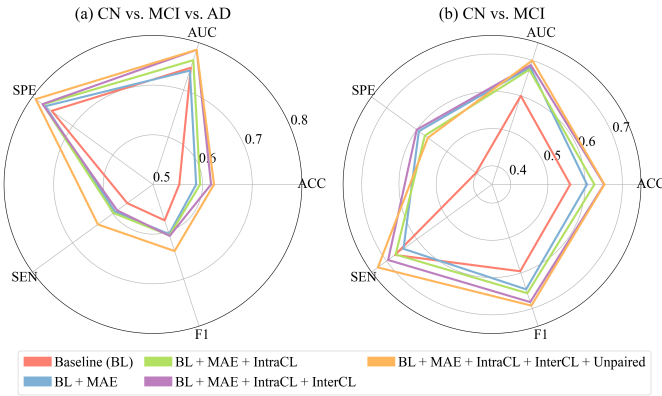 (a) CN vs. MCI vs. AD
AUC
SPE
0.8
0.7
0.6
0.5
ACC
SEN
F1
(b) CN vs. MCI
AUC
SPE
0.7
0.6
0.5
0.4
ACC
SEN
F1
Baseline (BL)
BL + MAE
BL + MAE + IntraCL
BL + MAE + IntraCL + InterCL
BL + MAE + IntraCL + InterCL + Unpaired